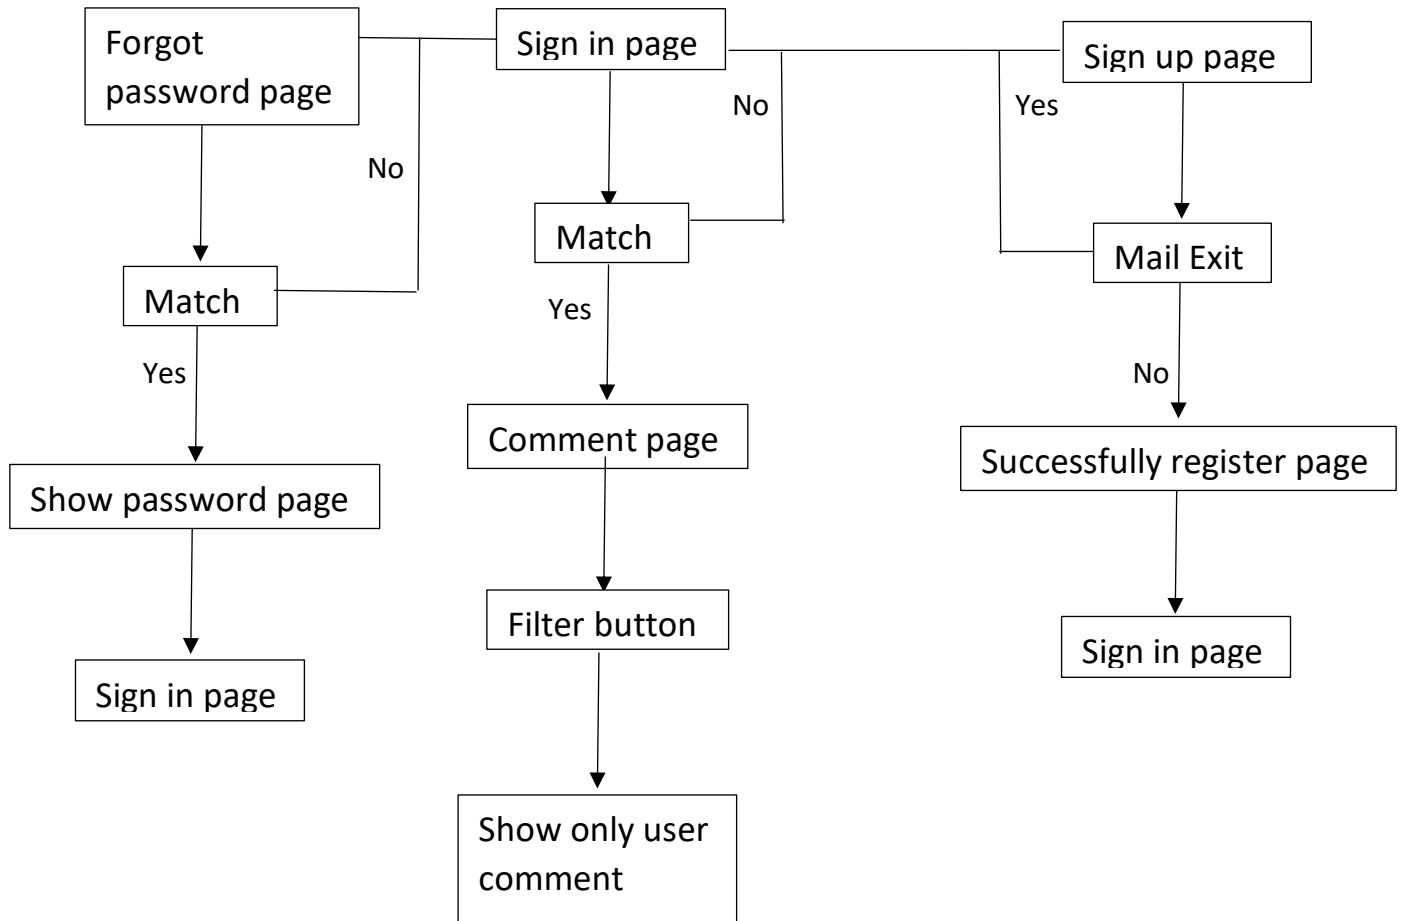 Forgot
password page
Sign in page
Sign up page
No
Yes
No
Match
Mail Exit
Match
Yes
Yes
No
Comment page
Successfully register page
Show password page
Filter button
Sign in page
Sign in page
Show only user
comment